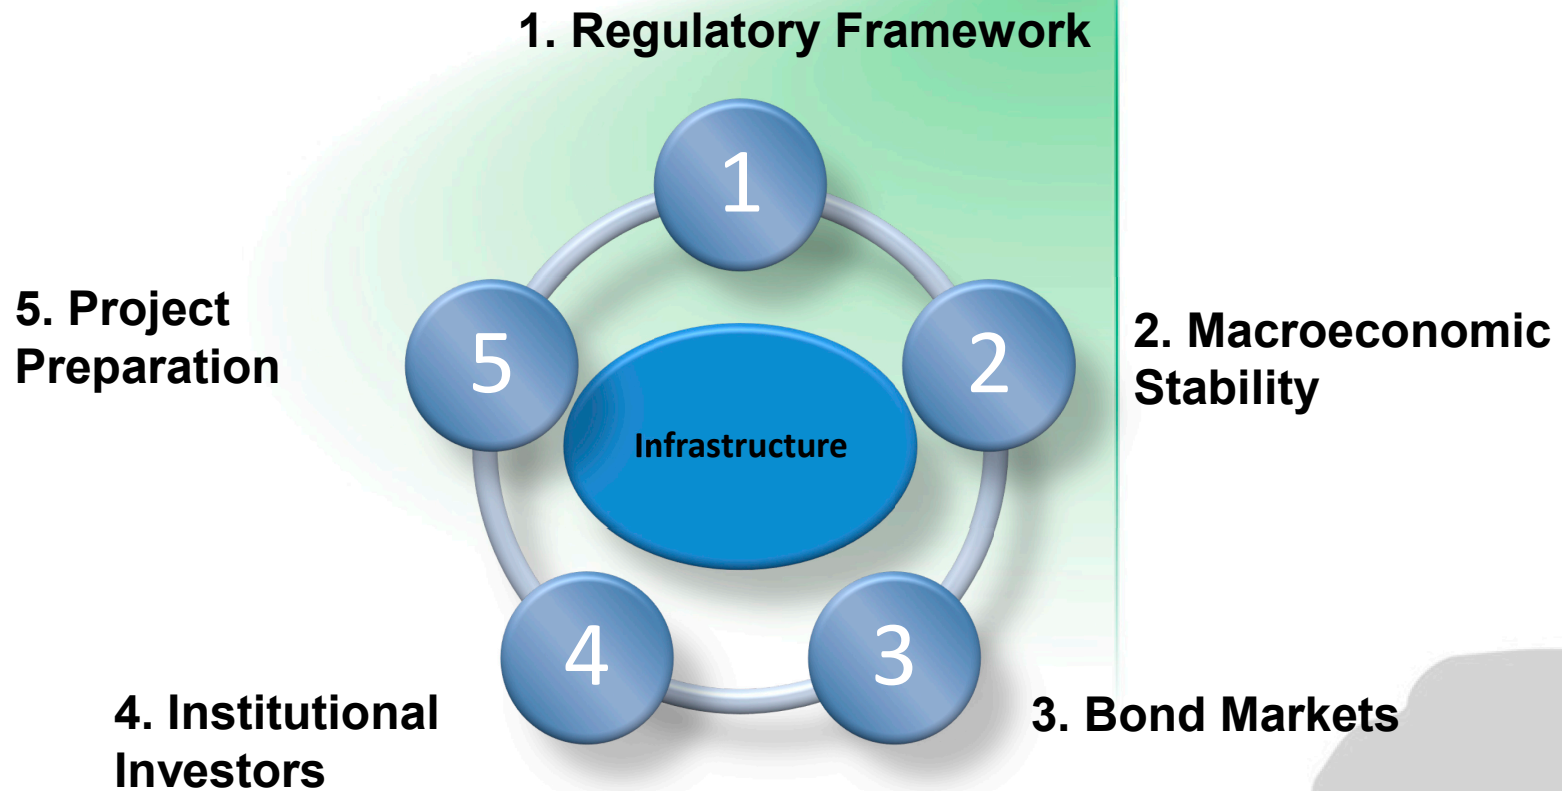 1. Regulatory Framework
1
5. Project
Preparation
5
2
2. Macroeconomic
Stability
Infrastructure
4
3
4. Institutional
Investors
3. Bond Markets